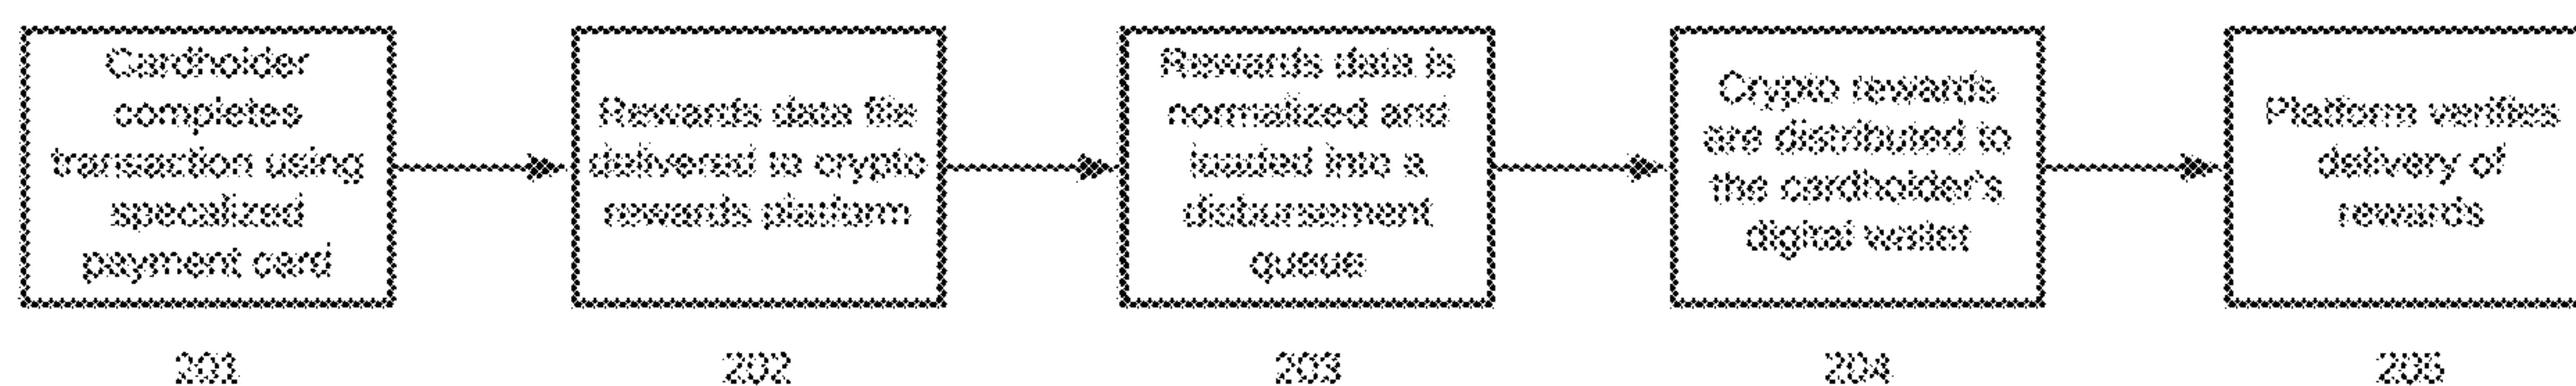 Cardholder
completes
transaction using
specalized
payment card
Rewards data file
delivered to crypto
rewards platform
Rewards data is
normalized and
loaded into a
disbursement
queue
Crypto rewards
are distributed to
the cardholder's
digital wallet
Platform verifies
delivery of
rewards
201
202
203
204
205